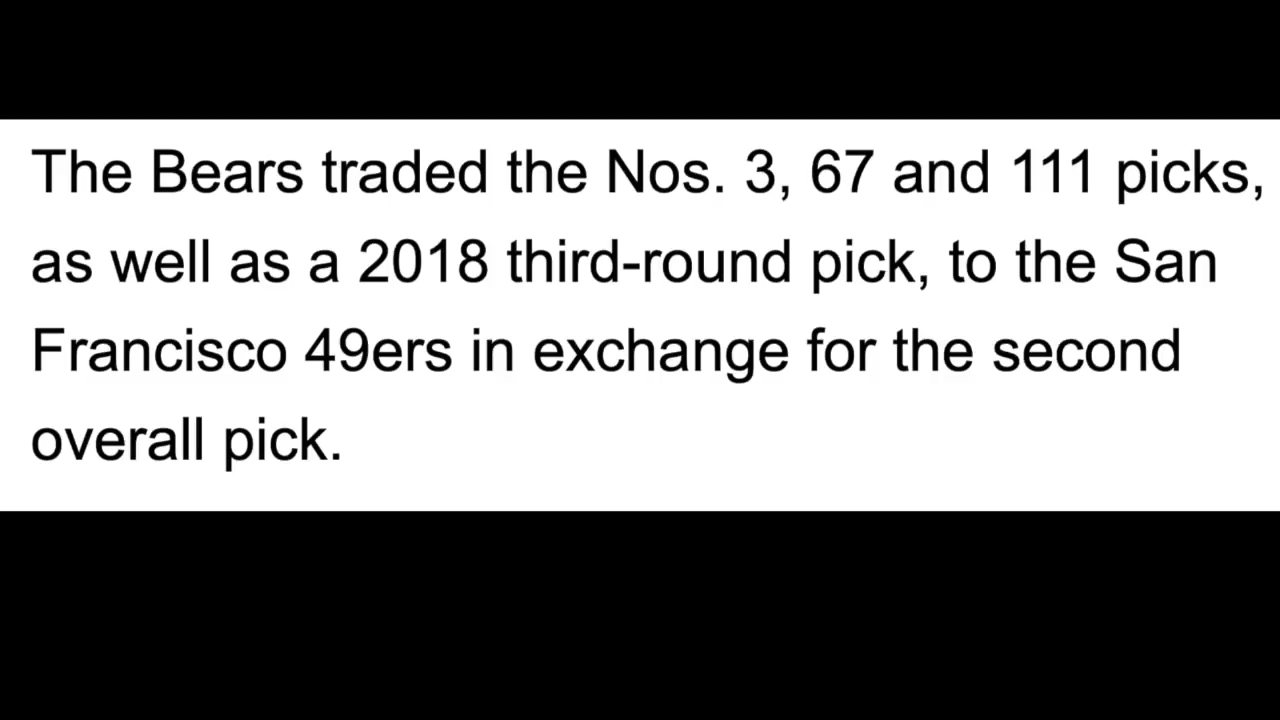 The Bears traded the Nos. 3, 67 and 111 picks,
as well as a 2018 third-round pick, to the San
Francisco 49ers in exchange for the second
overall pick.